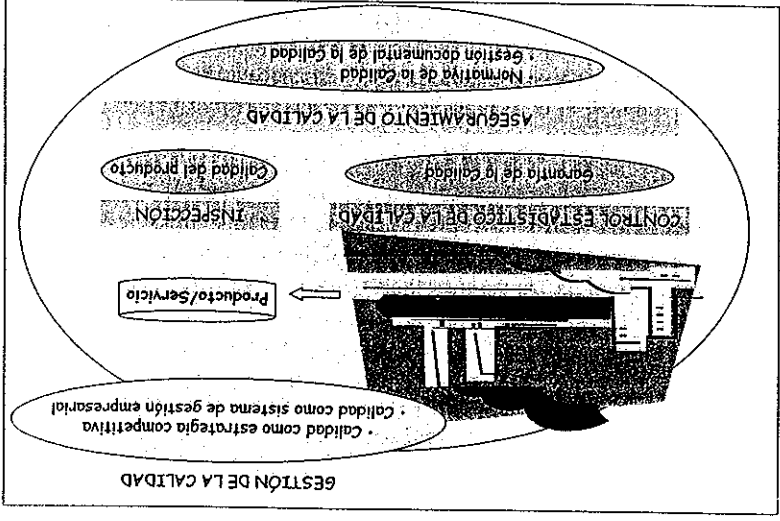 GESTIÓN DE LA CALIDAD
• Calidad como estrategia competitiva
• Calidad como sistema de gestión empresarial
Producto/Servicio
CONTROL ESTADÍSTICO DE LA CALIDAD
INSPECCIÓN
Garantía de la Calidad
Calidad del producto
ASEGURAMIENTO DE LA CALIDAD
• Normativa de la Calidad
• Gestión documental de la Calidad